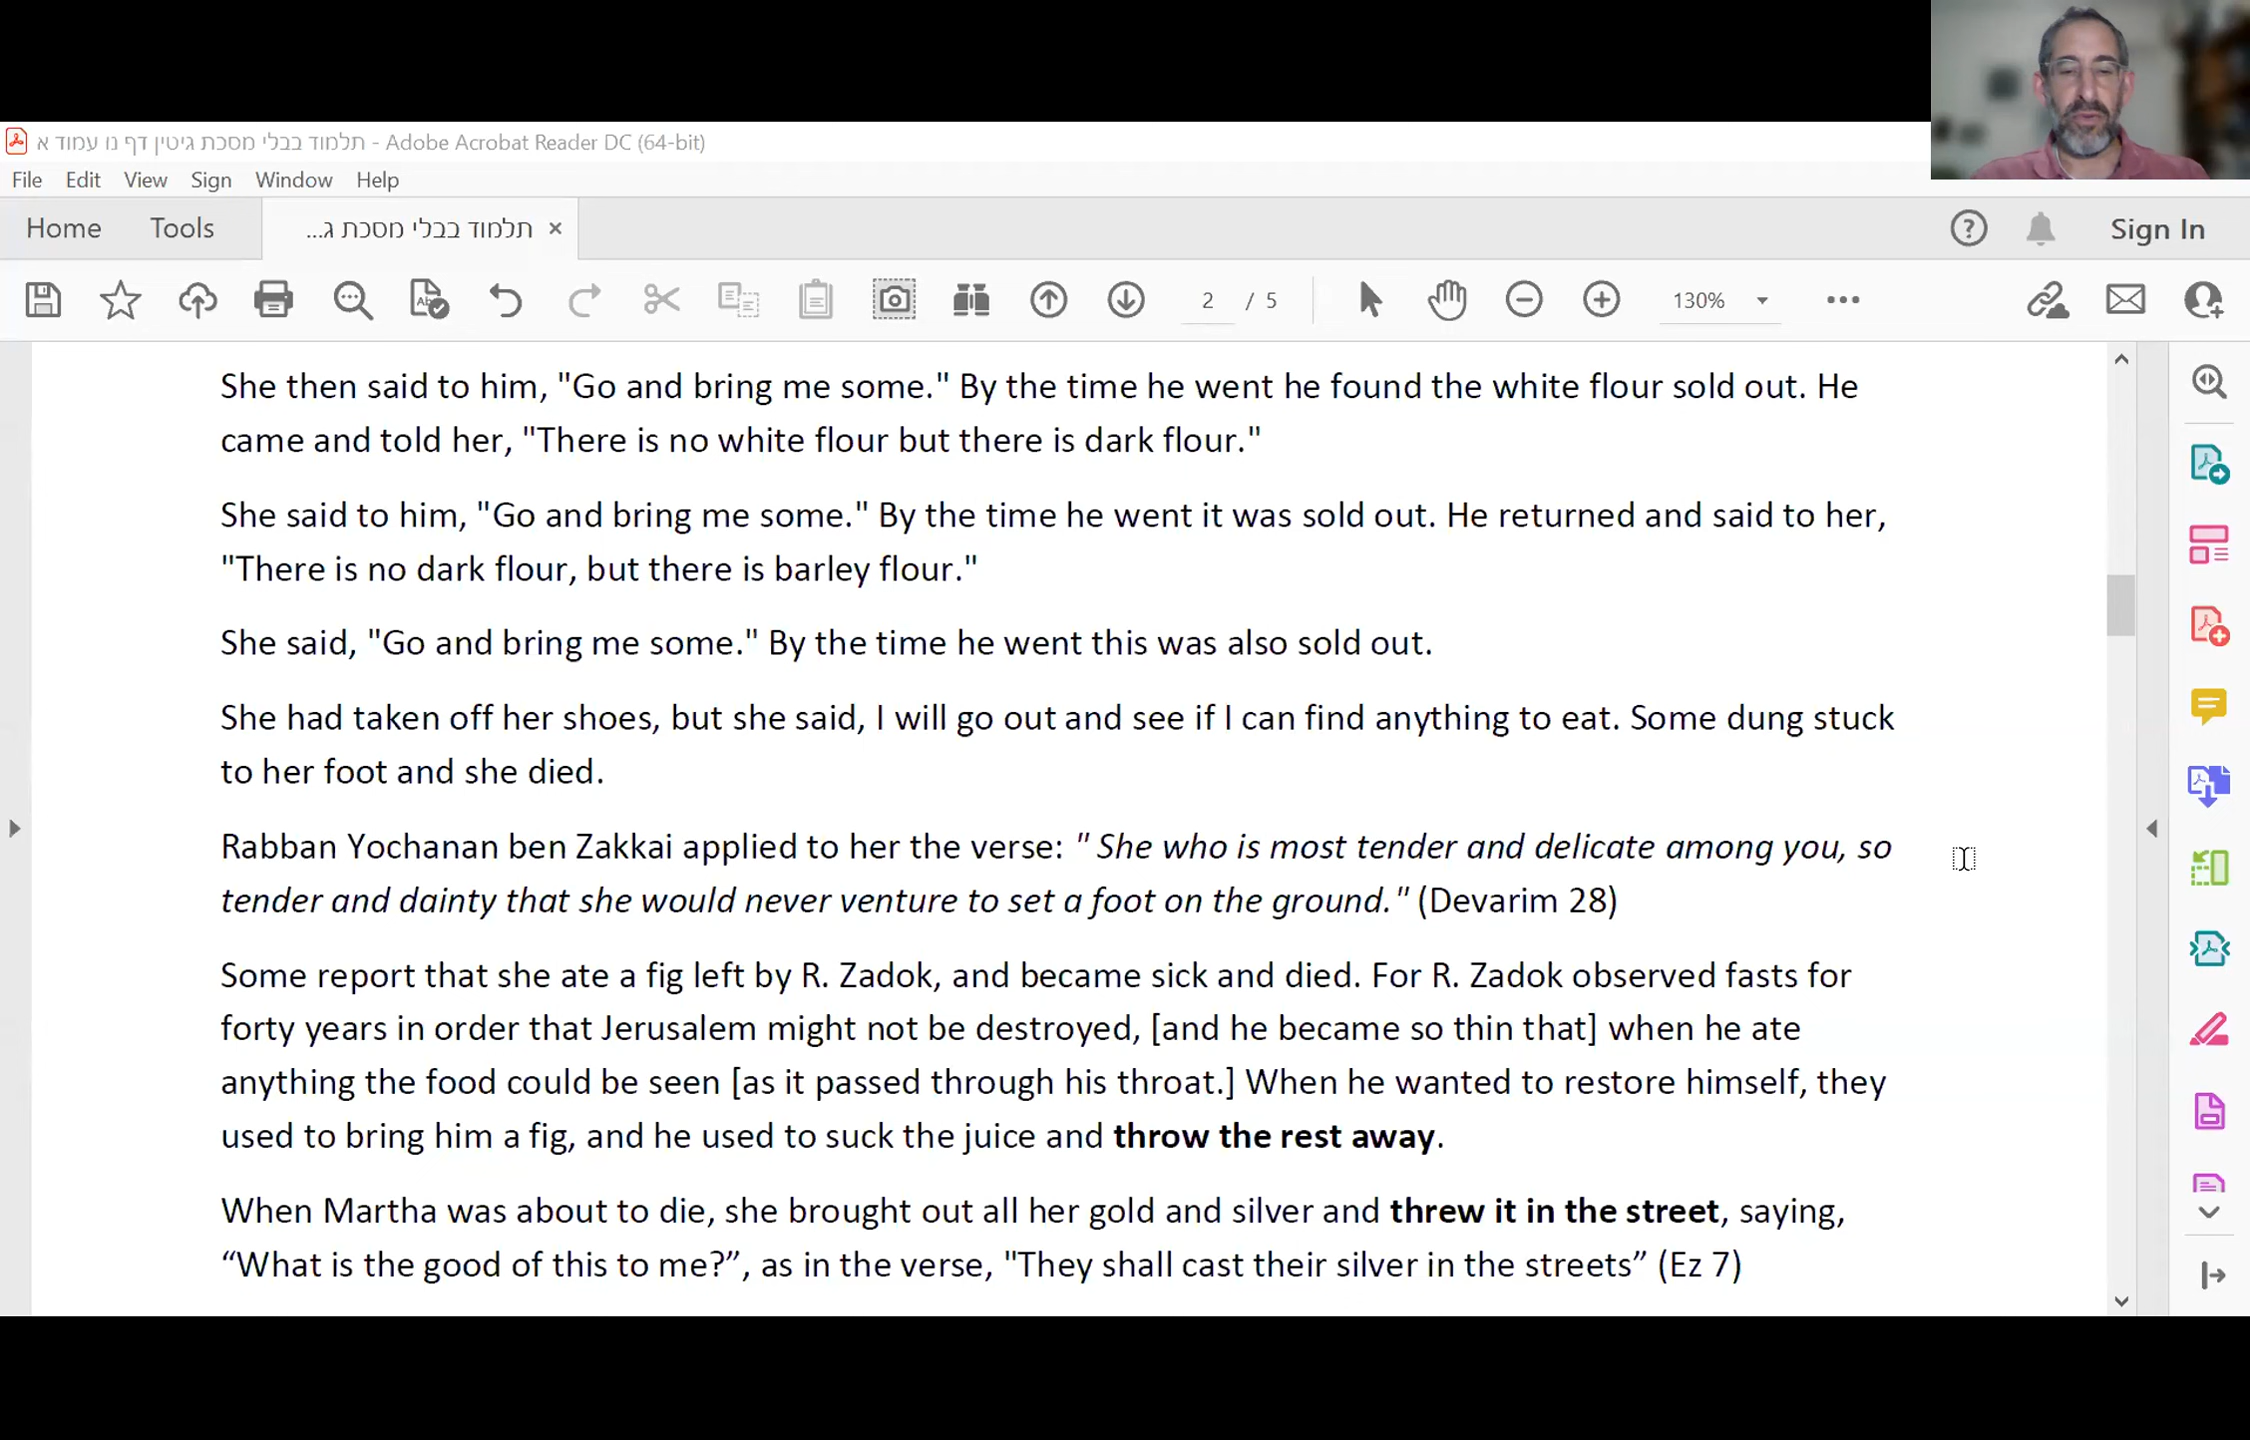 תלמוד בבלי מסכת גיטין דף נו עמוד א - Adobe Acrobat Reader DC (64-bit)
File Edit View Sign Window Help
Home Tools תלמוד בבלי מסכת ג... × Sign In
2 / 5 130%
She then said to him, "Go and bring me some." By the time he went he found the white flour sold out. He
came and told her, "There is no white flour but there is dark flour."
She said to him, "Go and bring me some." By the time he went it was sold out. He returned and said to her,
"There is no dark flour, but there is barley flour."
She said, "Go and bring me some." By the time he went this was also sold out.
She had taken off her shoes, but she said, I will go out and see if I can find anything to eat. Some dung stuck
to her foot and she died.
Rabban Yochanan ben Zakkai applied to her the verse: " She who is most tender and delicate among you, so
tender and dainty that she would never venture to set a foot on the ground." (Devarim 28)
Some report that she ate a fig left by R. Zadok, and became sick and died. For R. Zadok observed fasts for
forty years in order that Jerusalem might not be destroyed, [and he became so thin that] when he ate
anything the food could be seen [as it passed through his throat.] When he wanted to restore himself, they
used to bring him a fig, and he used to suck the juice and throw the rest away.
When Martha was about to die, she brought out all her gold and silver and threw it in the street, saying,
“What is the good of this to me?”, as in the verse, "They shall cast their silver in the streets” (Ez 7)